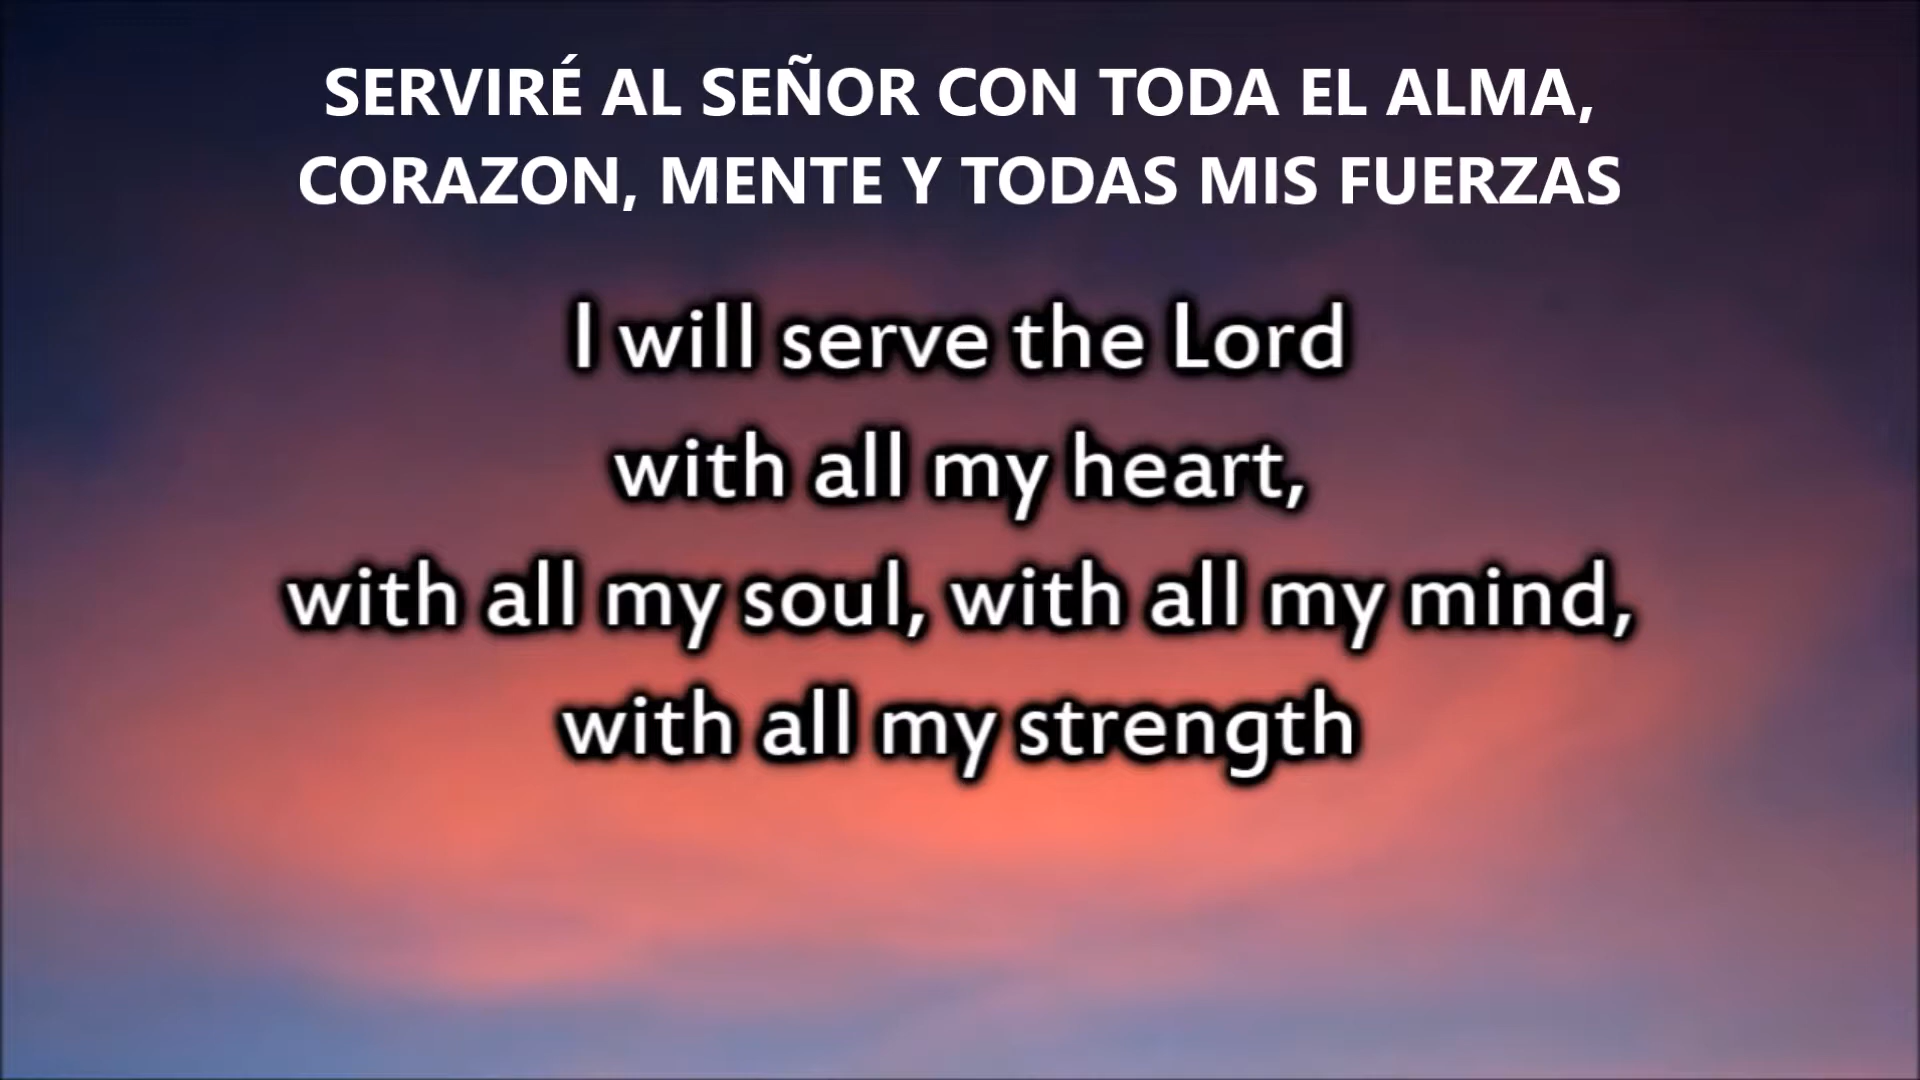 SERVIRÉ AL SEÑOR CON TODA EL ALMA,
CORAZON, MENTE Y TODAS MIS FUERZAS
I will serve the Lord
with all my heart,
with all my soul, with all my mind,
with all my strength